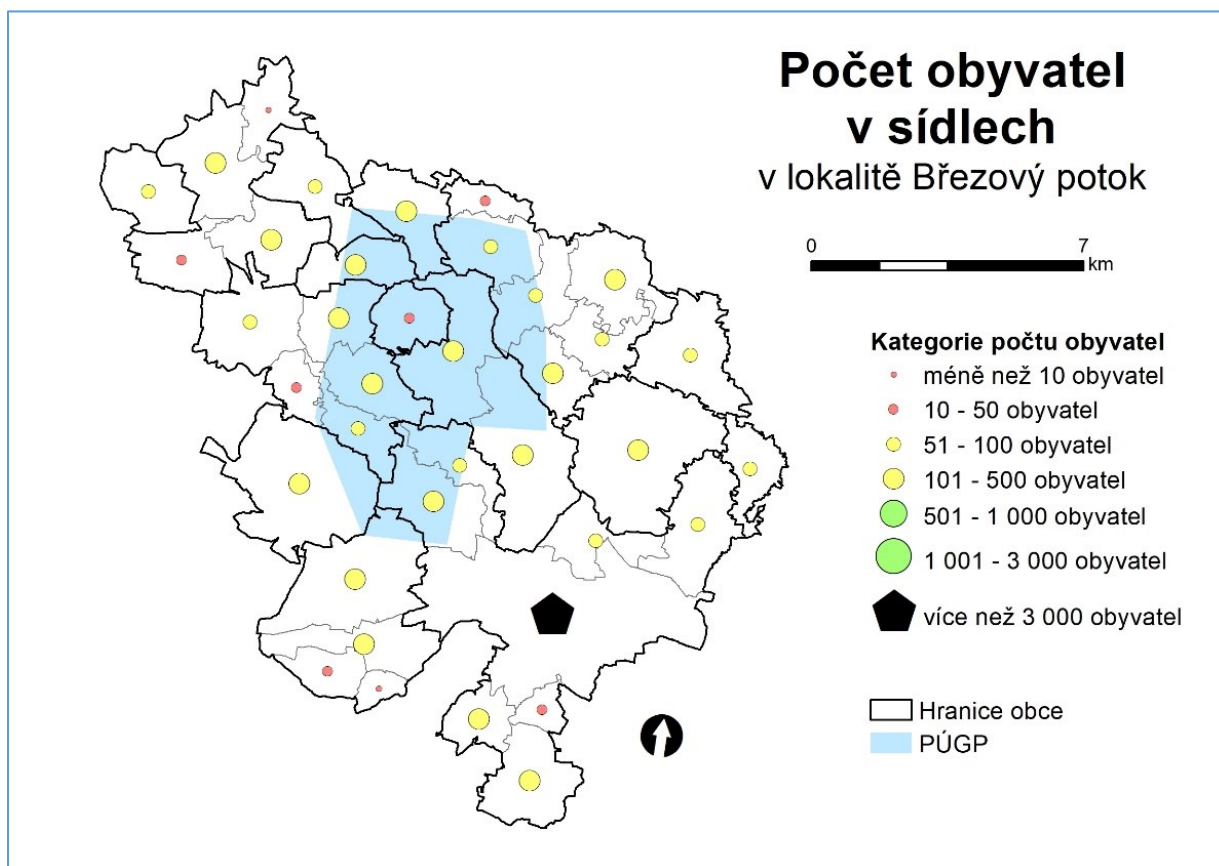 Počet obyvatel
v sídlech
v lokalitě Březový potok
0 7
km
Kategorie počtu obyvatel
méně než 10 obyvatel
10 - 50 obyvatel
51 - 100 obyvatel
101 - 500 obyvatel
501 - 1 000 obyvatel
1 001 - 3 000 obyvatel
více než 3 000 obyvatel
Hranice obce
PÚGP